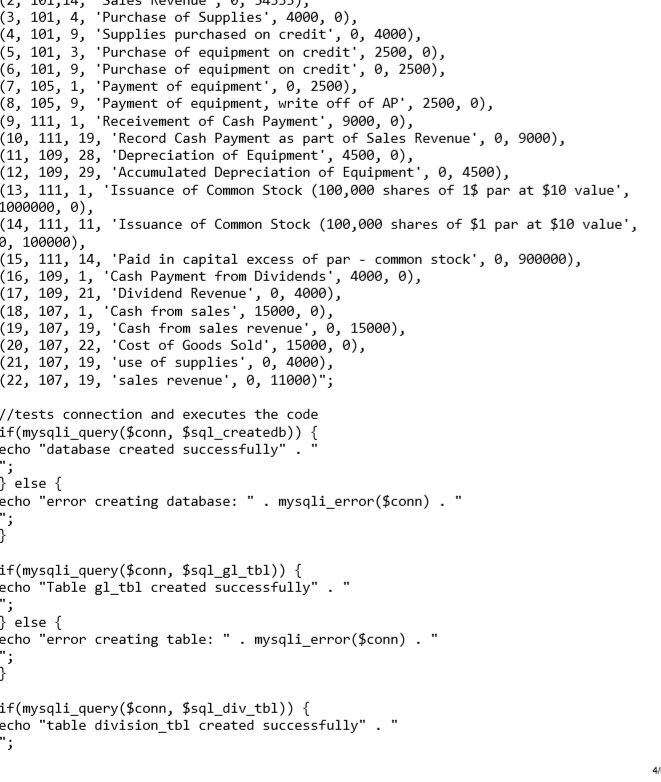 (2, 101,14, 'Sales Revenue', 0, 54555),
(3, 101, 4, 'Purchase of Supplies', 4000, 0),
(4, 101, 9, 'Supplies purchased on credit', 0, 4000),
(5, 101, 3, 'Purchase of equipment on credit', 2500, 0),
(6, 101, 9, 'Purchase of equipment on credit', 0, 2500),
(7, 105, 1, 'Payment of equipment', 0, 2500),
(8, 105, 9, 'Payment of equipment, write off of AP', 2500, 0),
(9, 111, 1, 'Receivement of Cash Payment', 9000, 0),
(10, 111, 19, 'Record Cash Payment as part of Sales Revenue', 0, 9000),
(11, 109, 28, 'Depreciation of Equipment', 4500, 0),
(12, 109, 29, 'Accumulated Depreciation of Equipment', 0, 4500),
(13, 111, 1, 'Issuance of Common Stock (100,000 shares of 1$ par at $10 value',
1000000, 0),
(14, 111, 11, 'Issuance of Common Stock (100,000 shares of $1 par at $10 value',
0, 100000),
(15, 111, 14, 'Paid in capital excess of par - common stock', 0, 900000),
(16, 109, 1, 'Cash Payment from Dividends', 4000, 0),
(17, 109, 21, 'Dividend Revenue', 0, 4000),
(18, 107, 1, 'Cash from sales', 15000, 0),
(19, 107, 19, 'Cash from sales revenue', 0, 15000),
(20, 107, 22, 'Cost of Goods Sold', 15000, 0),
(21, 107, 19, 'use of supplies', 0, 4000),
(22, 107, 19, 'sales revenue', 0, 11000)";
//tests connection and executes the code
if(mysqli_query($conn, $sql_createdb)) {
echo "database created successfully" . "
";
} else {
echo "error creating database: " . mysqli_error($conn) . "
";
}
if(mysqli_query($conn, $sql_gl_tbl)) {
echo "Table gl_tbl created successfully" . "
";
} else {
echo "error creating table: " . mysqli_error($conn) . "
";
}
if(mysqli_query($conn, $sql_div_tbl)) {
echo "table division_tbl created successfully" . "
";
4/